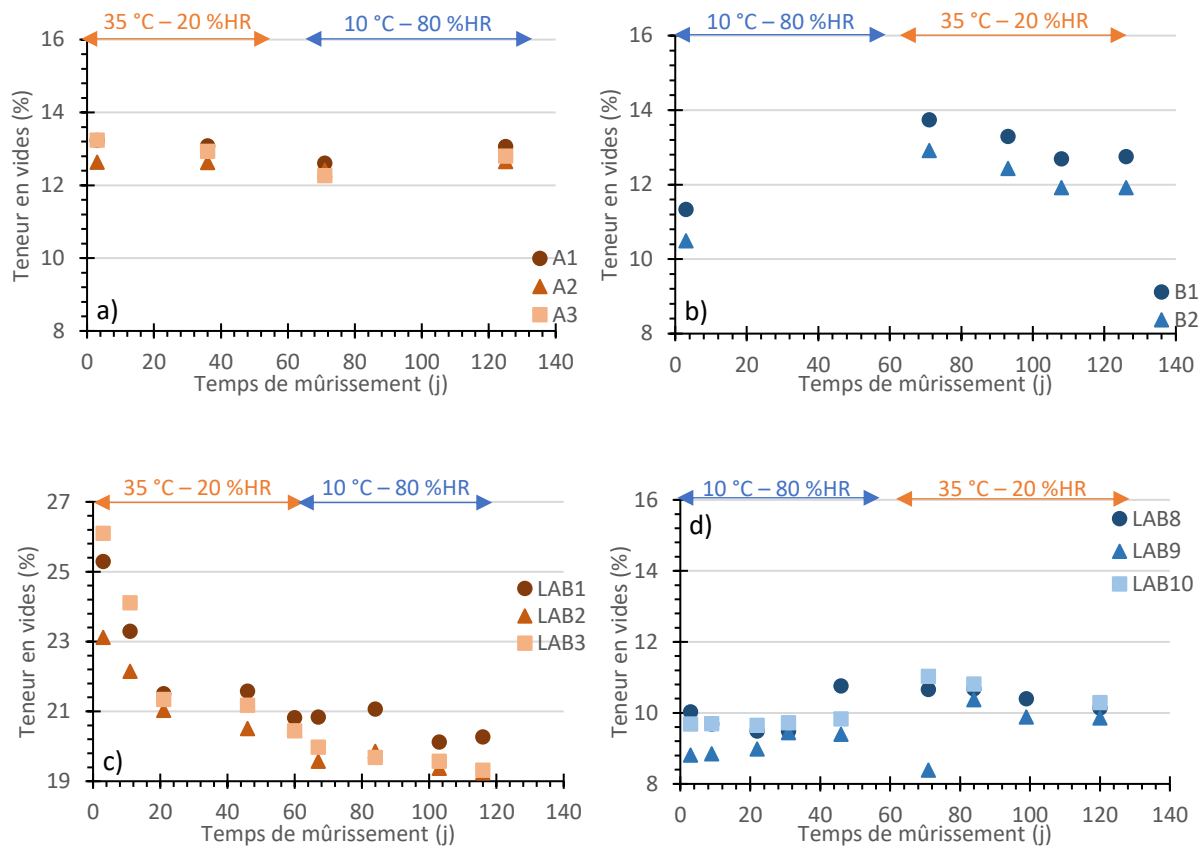 35 °C – 20 %HR
10 °C – 80 %HR
16
14
12
10
8
Teneur en vides (%)
a)
A1
A2
A3
0 20 40 60 80 100 120 140
Temps de mûrissement (j)
10 °C – 80 %HR
35 °C – 20 %HR
16
14
12
10
8
Teneur en vides (%)
b)
B1
B2
0 20 40 60 80 100 120 140
Temps de mûrissement (j)
35 °C – 20 %HR
10 °C – 80 %HR
27
25
23
21
19
Teneur en vides (%)
c)
LAB1
LAB2
LAB3
0 20 40 60 80 100 120 140
Temps de mûrissement (j)
10 °C – 80 %HR
35 °C – 20 %HR
16
14
12
10
8
Teneur en vides (%)
d)
LAB8
LAB9
LAB10
0 20 40 60 80 100 120 140
Temps de mûrissement (j)